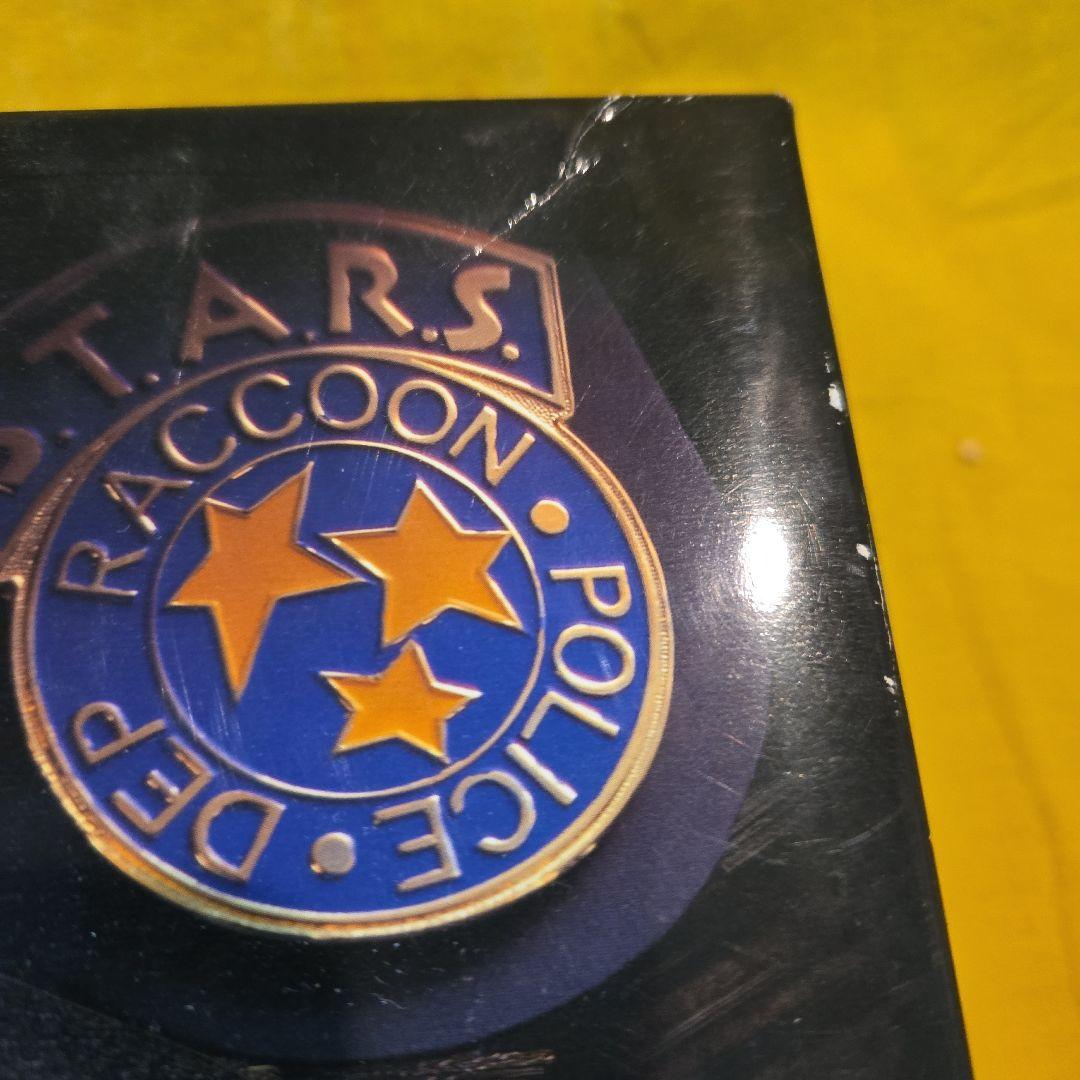 S.T.A.R.S.
RACCOON · POLICE · DEP